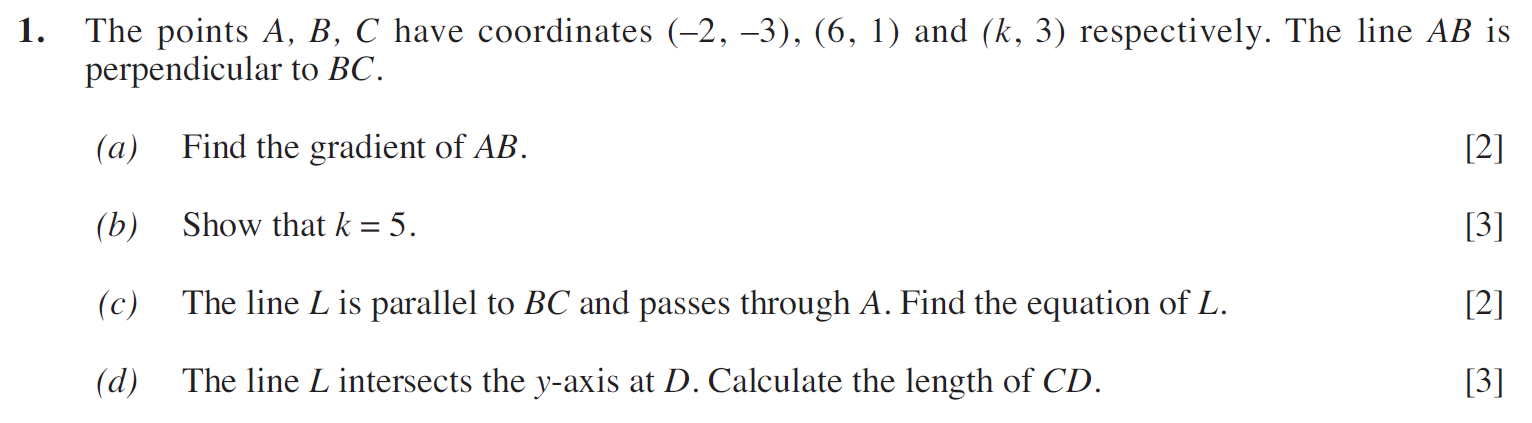 1. The points A, B, C have coordinates (–2, –3), (6, 1) and (k, 3) respectively. The line AB is
perpendicular to BC.
(a) Find the gradient of AB. [2]
(b) Show that k = 5. [3]
(c) The line L is parallel to BC and passes through A. Find the equation of L. [2]
(d) The line L intersects the y-axis at D. Calculate the length of CD. [3]